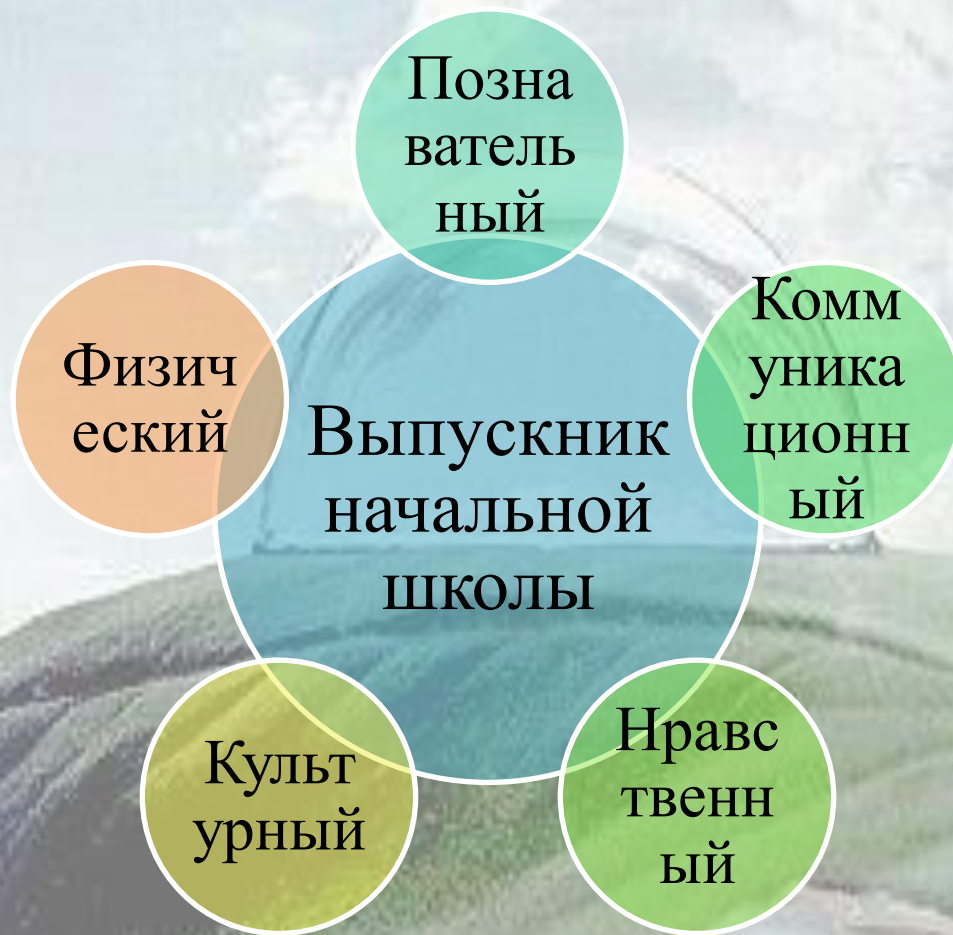 Позна
ватель
ный
Комм
уника
ционн
ый
Физич
еский
Выпускник
начальной
школы
Нравс
твенн
ый
Культ
урный